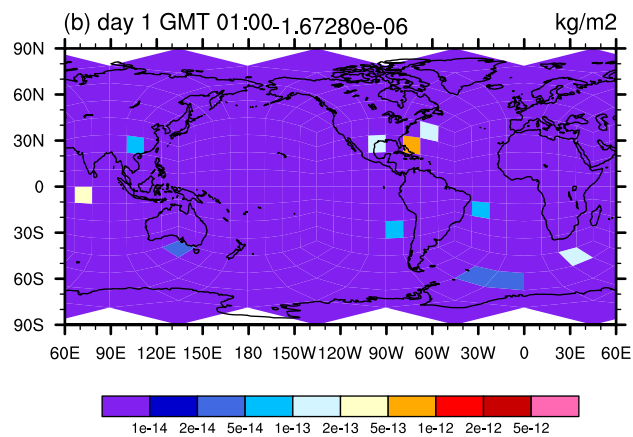 (b) day 1 GMT 01:00 -1.67280e-06 kg/m2
90N
60N
30N
0
30S
60S
90S
60E 90E 120E 150E 180 150W 120W 90W 60W 30W 0 30E 60E
1e-14 2e-14 5e-14 1e-13 2e-13 5e-13 1e-12 2e-12 5e-12